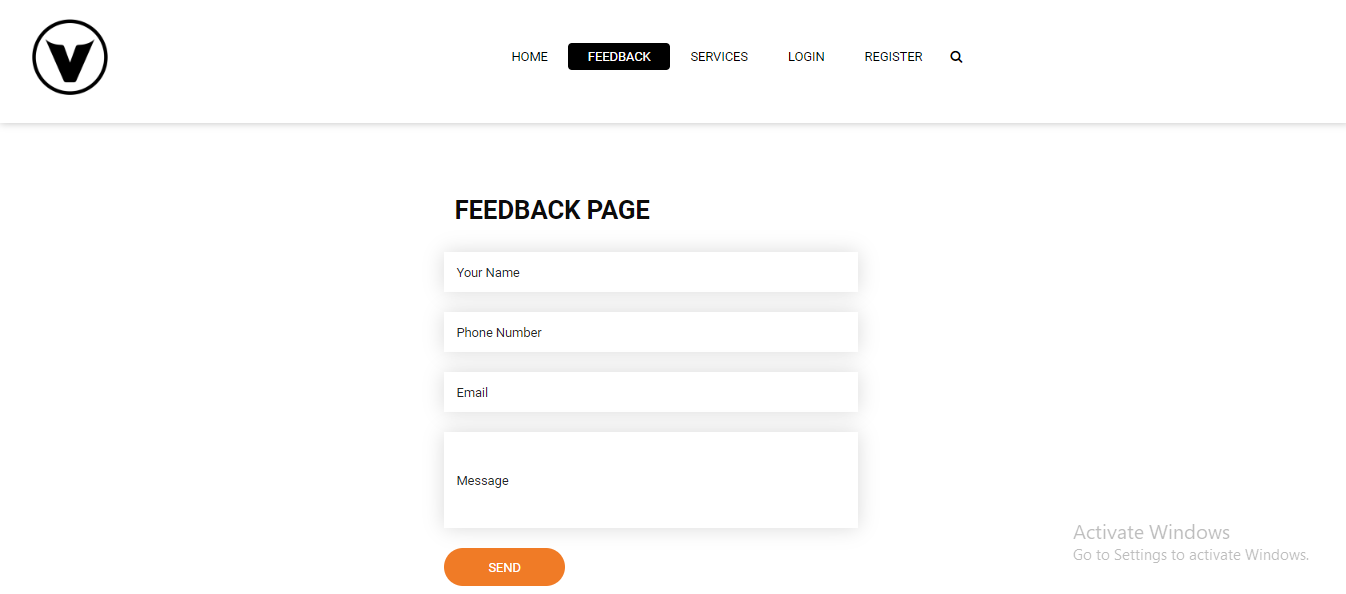 V
HOME FEEDBACK SERVICES LOGIN REGISTER
FEEDBACK PAGE
Your Name
Phone Number
Email
Message
SEND
Activate Windows
Go to Settings to activate Windows.